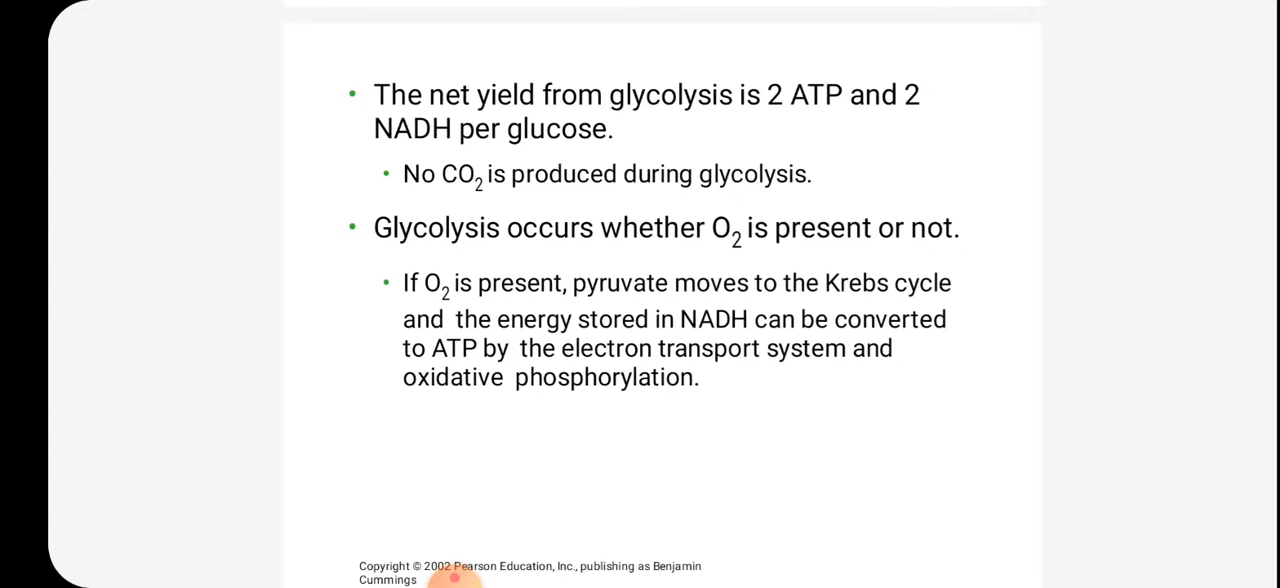 • The net yield from glycolysis is 2 ATP and 2
NADH per glucose.
• No CO₂ is produced during glycolysis.
• Glycolysis occurs whether O₂ is present or not.
• If O₂ is present, pyruvate moves to the Krebs cycle
and the energy stored in NADH can be converted
to ATP by the electron transport system and
oxidative phosphorylation.
Copyright © 2002 Pearson Education, Inc., publishing as Benjamin
Cummings